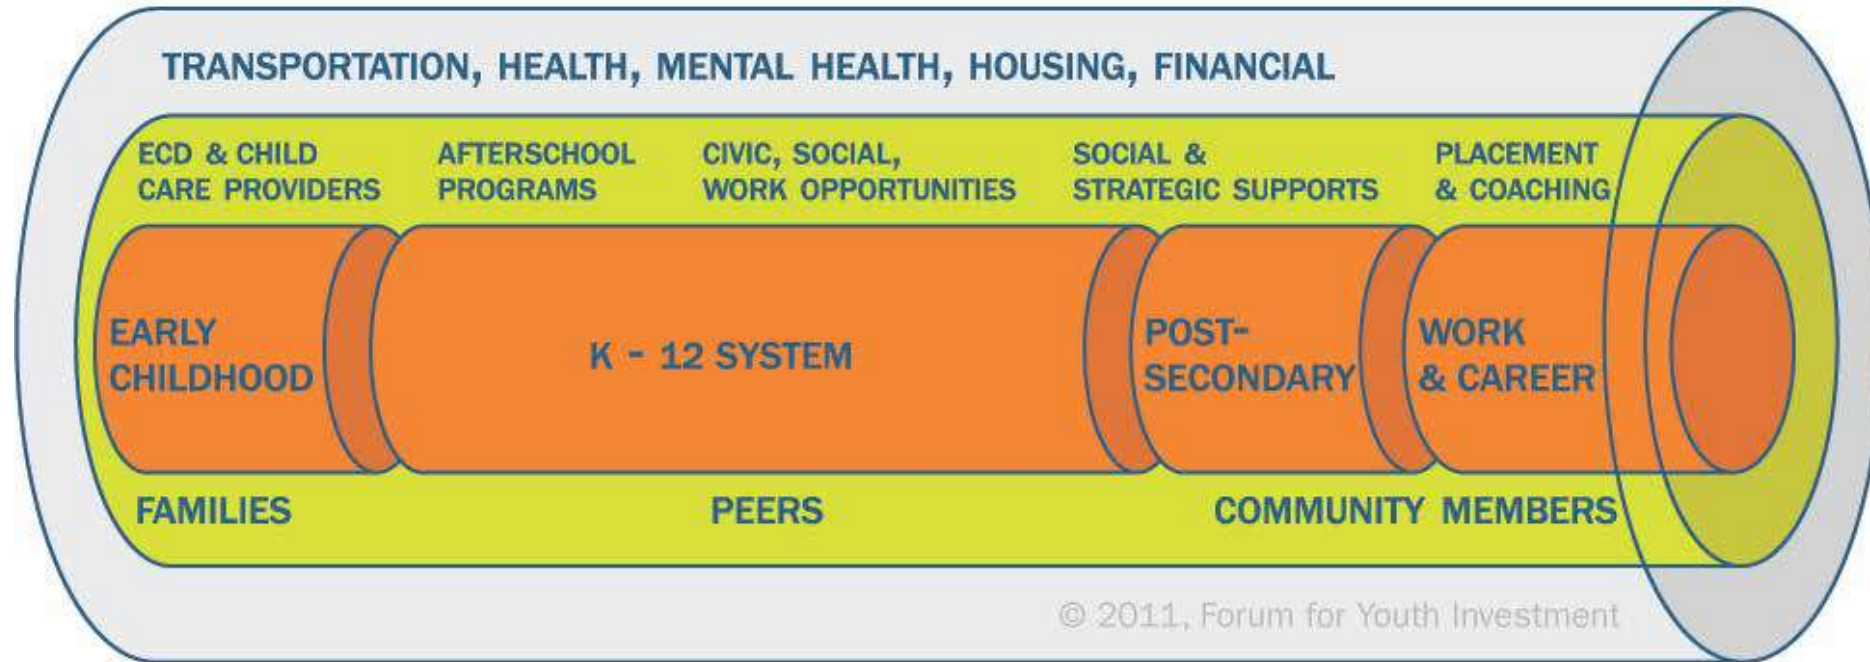 TRANSPORTATION, HEALTH, MENTAL HEALTH, HOUSING, FINANCIAL
ECD & CHILD
CARE PROVIDERS
AFTERSCHOOL
PROGRAMS
CIVIC, SOCIAL,
WORK OPPORTUNITIES
SOCIAL &
STRATEGIC SUPPORTS
PLACEMENT
& COACHING
EARLY
CHILDHOOD
K - 12 SYSTEM
POST-
SECONDARY
WORK
& CAREER
FAMILIES
PEERS
COMMUNITY MEMBERS
© 2011, Forum for Youth Investment